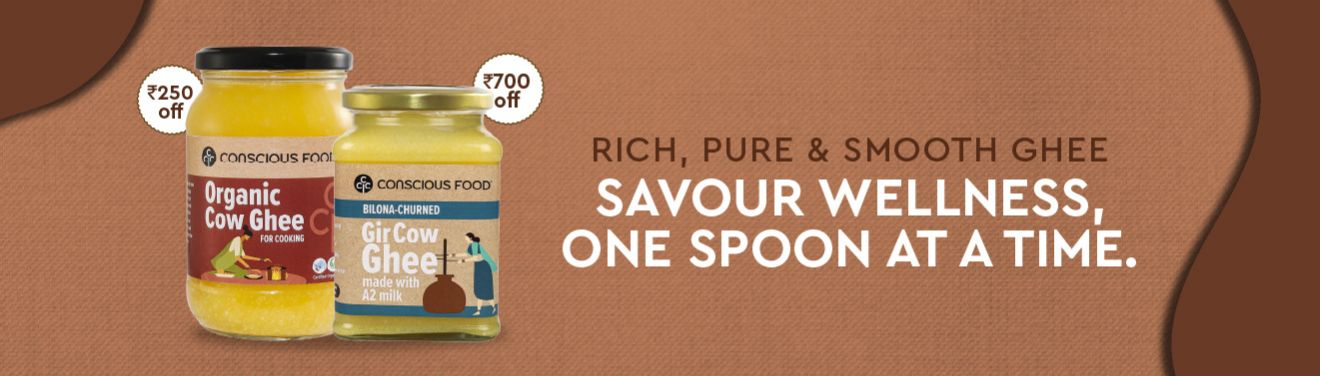 ₹250
off
₹700
off
CONSCIOUS FOOD
Organic
Cow Ghee
FOR COOKING
CONSCIOUS FOOD
BILONA-CHURNED
Gir Cow
Ghee
made with
A2 milk
RICH, PURE & SMOOTH GHEE
SAVOUR WELLNESS,
ONE SPOON AT A TIME.